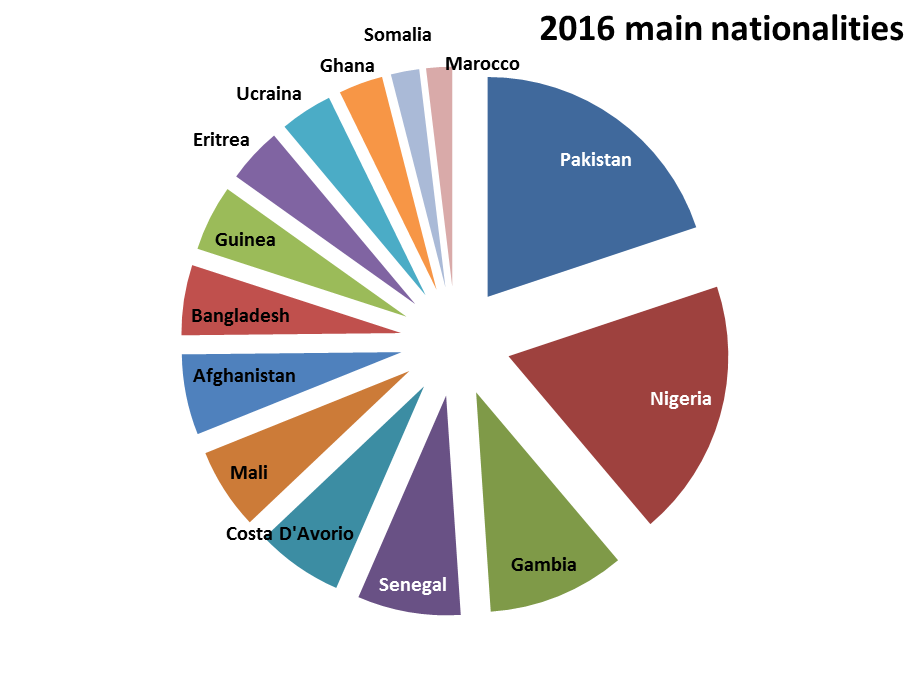 2016 main nationalities
Somalia
Marocco
Ghana
Ucraina
Eritrea
Pakistan
Guinea
Bangladesh
Afghanistan
Nigeria
Mali
Costa D'Avorio
Gambia
Senegal